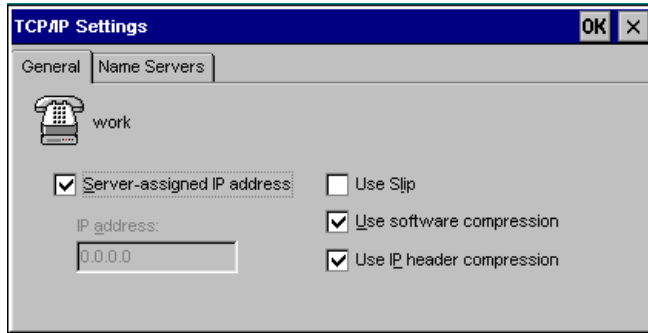 TCP/IP Settings
OK ×
General Name Servers
work
Server-assigned IP address
Use Slip
IP address:
Use software compression
0.0.0.0
Use IP header compression